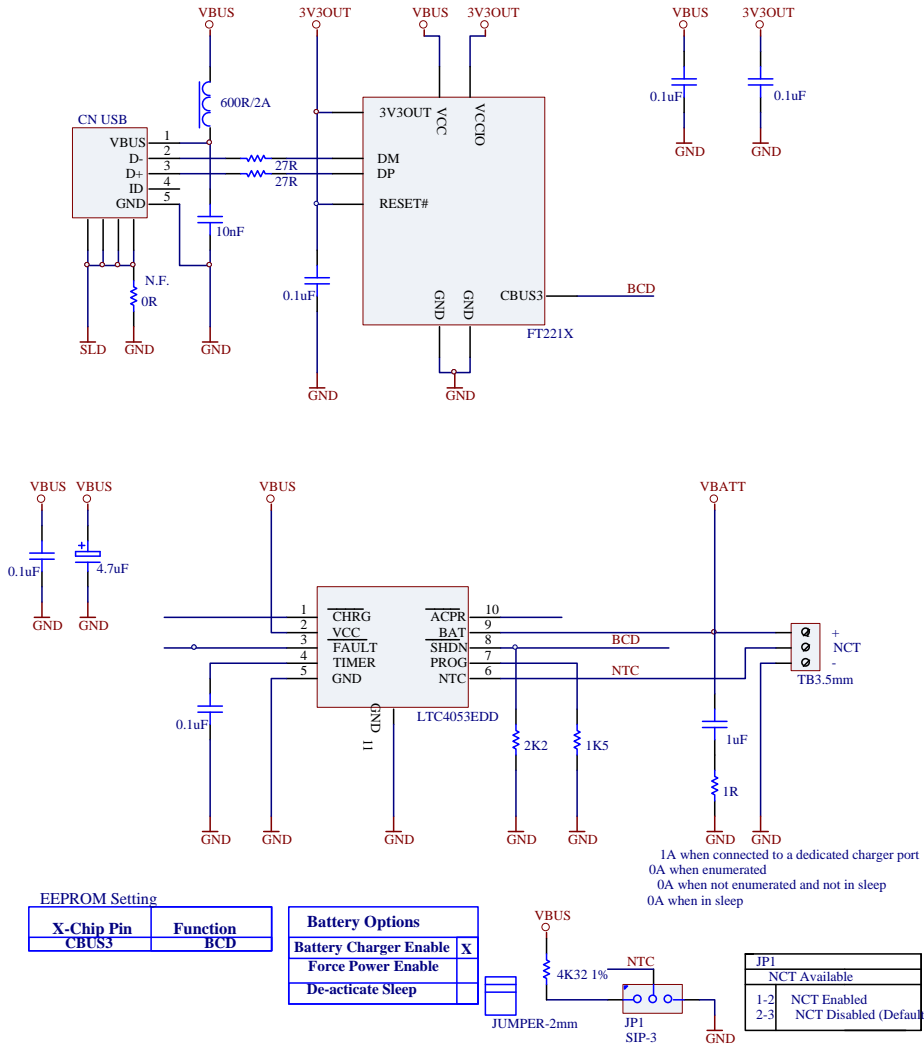 VBUS
3V3OUT
VBUS
3V3OUT
VBUS
3V3OUT
600R/2A
0.1uF
0.1uF
CN USB
VBUS 1
D- 2
D+ 3
ID 4
GND 5
27R
27R
3V3OUT
VCC
VCCIO
DM
DP
RESET#
GND
GND
CBUS3
BCD
FT221X
GND
GND
10nF
N.F.
0R
0.1uF
SLD
GND
GND
GND
GND
VBUS
VBUS
VBUS
VBATT
0.1uF
4.7uF
GND
GND
1 CHRG
2 VCC
3 FAULT
4 TIMER
5 GND
ACPR 10
BAT 9
SHDN 8
PROG 7
NTC 6
GND 11
LTC4053EDD
BCD
NTC
+
NCT
-
TB3.5mm
0.1uF
2K2
1K5
1uF
1R
GND
GND
GND
GND
GND
GND
GND
1A when connected to a dedicated charger port
0A when enumerated
0A when not enumerated and not in sleep
0A when in sleep
EEPROM Setting
X-Chip Pin Function
CBUS3 BCD
Battery Options
Battery Charger Enable X
Force Power Enable
De-acticate Sleep
JUMPER-2mm
VBUS
4K32 1%
NTC
JP1
SIP-3
GND
JP1
NCT Available
1-2 NCT Enabled
2-3 NCT Disabled (Default